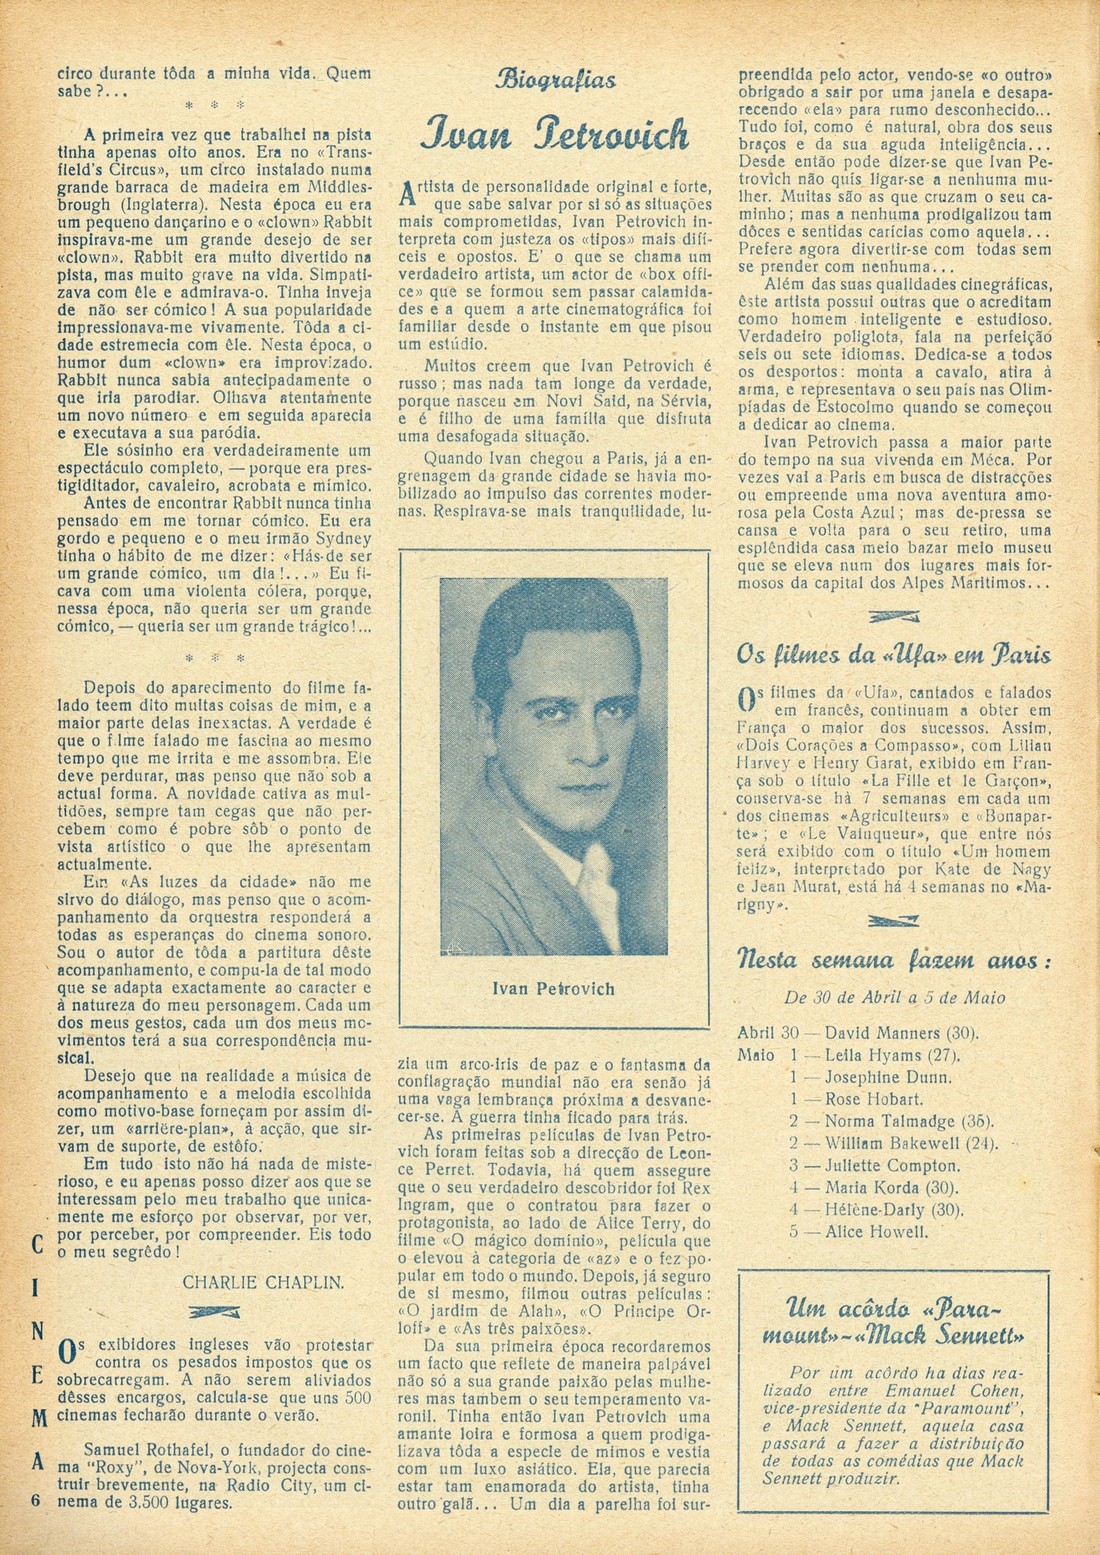 circo durante tôda a minha vida. Quem
sabe?...
* * *
A primeira vez que trabalhei na pista
tinha apenas oito anos. Era no «Trans-
field's Circus», um circo instalado numa
grande barraca de madeira em Middles-
brough (Inglaterra). Nesta época eu era
um pequeno dançarino e o «clown» Rabbit
inspirava-me um grande desejo de ser
«clown». Rabbit era muito divertido na
pista, mas muito grave na vida. Simpati-
zava com êle e admirava-o. Tinha inveja
de não ser cómico! A sua popularidade
impressionava-me vivamente. Tôda a ci-
dade estremecia com êle. Nesta época, o
humor dum «clown» era improvizado.
Rabbit nunca sabia antecipadamente o
que iria parodiar. Olhava atentamente
um novo número e em seguida aparecia
e executava a sua paródia.
Ele sósinho era verdadeiramente um
espectáculo completo, — porque era pres-
tigiditador, cavaleiro, acrobata e mímico.
Antes de encontrar Rabbit nunca tinha
pensado em me tornar cómico. Eu era
gordo e pequeno e o meu irmão Sydney
tinha o hábito de me dizer: «Hás-de ser
um grande cómico, um dia!...» Eu fi-
cava com uma violenta cólera, porque,
nessa época, não queria ser um grande
cómico, — queria ser um grande trágico!...
* * *
Depois do aparecimento do filme fa-
lado teem dito muitas coisas de mim, e a
maior parte delas inexactas. A verdade é
que o filme falado me fascina ao mesmo
tempo que me irrita e me assombra. Ele
deve perdurar, mas penso que não sob a
actual forma. A novidade cativa as mul-
tidões, sempre tam cegas que não per-
cebem como é pobre sôb o ponto de
vista artístico o que lhe apresentam
actualmente.
Em «As luzes da cidade» não me
sirvo do diálogo, mas penso que o acom-
panhamento da orquestra responderá a
todas as esperanças do cinema sonoro.
Sou o autor de tôda a partitura dêste
acompanhamento, e compu-la de tal modo
que se adapta exactamente ao caracter e
à natureza do meu personagem. Cada um
dos meus gestos, cada um dos meus mo-
vimentos terá a sua correspondência mu-
sical.
Desejo que na realidade a música de
acompanhamento e a melodia escolhida
como motivo-base forneçam por assim di-
zer, um «arrière-plan», à acção, que sir-
vam de suporte, de estôfo.
Em tudo isto não há nada de miste-
rioso, e eu apenas posso dizer aos que se
interessam pelo meu trabalho que unica-
mente me esforço por observar, por ver,
por perceber, por compreender. Eis todo
o meu segrêdo!
CHARLIE CHAPLIN.
Os exibidores ingleses vão protestar
contra os pesados impostos que os
sobrecarregam. A não serem aliviados
dêsses encargos, calcula-se que uns 500
cinemas fecharão durante o verão.
Samuel Rothafel, o fundador do cine-
ma "Roxy", de Nova-York, projecta cons-
truir brevemente, na Radio City, um ci-
nema de 3.500 lugares.
C
I
N
E
M
A
6
Biografias
Ivan Petrovich
Artista de personalidade original e forte,
que sabe salvar por si só as situações
mais comprometidas, Ivan Petrovich in-
terpreta com justeza os «tipos» mais difí-
ceis e opostos. E' o que se chama um
verdadeiro artista, um actor de «box offi-
ce» que se formou sem passar calamida-
des e a quem a arte cinematográfica foi
familiar desde o instante em que pisou
um estúdio.
Muitos creem que Ivan Petrovich é
russo; mas nada tam longe da verdade,
porque nasceu em Novi Said, na Sérvia,
e é filho de uma família que disfruta
uma desafogada situação.
Quando Ivan chegou a Paris, já a en-
grenagem da grande cidade se havia mo-
bilizado ao impulso das correntes moder-
nas. Respirava-se mais tranquilidade, lu-
Ivan Petrovich
zia um arco-iris de paz e o fantasma da
conflagração mundial não era senão já
uma vaga lembrança próxima a desvane-
cer-se. A guerra tinha ficado para trás.
As primeiras películas de Ivan Petro-
vich foram feitas sob a direcção de Leon-
ce Perret. Todavia, há quem assegure
que o seu verdadeiro descobridor foi Rex
Ingram, que o contratou para fazer o
protagonista, ao lado de Alice Terry, do
filme «O mágico domínio», película que
o elevou à categoria de «az» e o fez po-
pular em todo o mundo. Depois, já seguro
de si mesmo, filmou outras películas:
«O jardim de Alah», «O Principe Or-
loff» e «As três paixões».
Da sua primeira época recordaremos
um facto que reflete de maneira palpável
não só a sua grande paixão pelas mulhe-
res mas tambem o seu temperamento va-
ronil. Tinha então Ivan Petrovich uma
amante loira e formosa a quem prodiga-
lizava tôda a especie de mimos e vestia
com um luxo asiático. Ela, que parecia
estar tam enamorada do artista, tinha
outro galã... Um dia a parelha foi sur-
preendida pelo actor, vendo-se «o outro»
obrigado a sair por uma janela e desapa-
recendo «ela» para rumo desconhecido...
Tudo foi, como é natural, obra dos seus
braços e da sua aguda inteligência...
Desde então pode dizer-se que Ivan Pe-
trovich não quis ligar-se a nenhuma mu-
lher. Muitas são as que cruzam o seu ca-
minho; mas a nenhuma prodigalizou tam
dôces e sentidas carícias como aquela...
Prefere agora divertir-se com todas sem
se prender com nenhuma...
Além das suas qualidades cinegráficas,
êste artista possui outras que o acreditam
como homem inteligente e estudioso.
Verdadeiro poliglota, fala na perfeição
seis ou sete idiomas. Dedica-se a todos
os desportos: monta a cavalo, atira à
arma, e representava o seu país nas Olim-
píadas de Estocolmo quando se começou
a dedicar ao cinema.
Ivan Petrovich passa a maior parte
do tempo na sua vivenda em Méca. Por
vezes vai a Paris em busca de distracções
ou empreende uma nova aventura amo-
rosa pela Costa Azul; mas de-pressa se
cansa e volta para o seu retiro, uma
esplêndida casa meio bazar meio museu
que se eleva num dos lugares mais for-
mosos da capital dos Alpes Marítimos...
Os filmes da «Ufa» em Paris
Os filmes da «Ufa», cantados e falados
em francês, continuam a obter em
França o maior dos sucessos. Assim,
«Dois Corações a Compasso», com Lilian
Harvey e Henry Garat, exibido em Fran-
ça sob o título «La Fille et le Garçon»,
conserva-se há 7 semanas em cada um
dos cinemas «Agriculteurs» e «Bonapar-
te»; e «Le Vainqueur», que entre nós
será exibido com o título «Um homem
feliz», interpretado por Kate de Nagy
e Jean Murat, está há 4 semanas no «Ma-
rigny».
Nesta semana fazem anos:
De 30 de Abril a 5 de Maio
Abril 30 — David Manners (30).
Maio 1 — Leila Hyams (27).
1 — Josephine Dunn.
1 — Rose Hobart.
2 — Norma Talmadge (35).
2 — William Bakewell (24).
3 — Juliette Compton.
4 — Maria Korda (30).
4 — Hélène-Darly (30).
5 — Alice Howell.
Um acôrdo «Para-
mount»-«Mack Sennett»
Por um acôrdo ha dias rea-
lizado entre Emanuel Cohen,
vice-presidente da "Paramount",
e Mack Sennett, aquela casa
passará a fazer a distribuição
de todas as comédias que Mack
Sennett produzir.